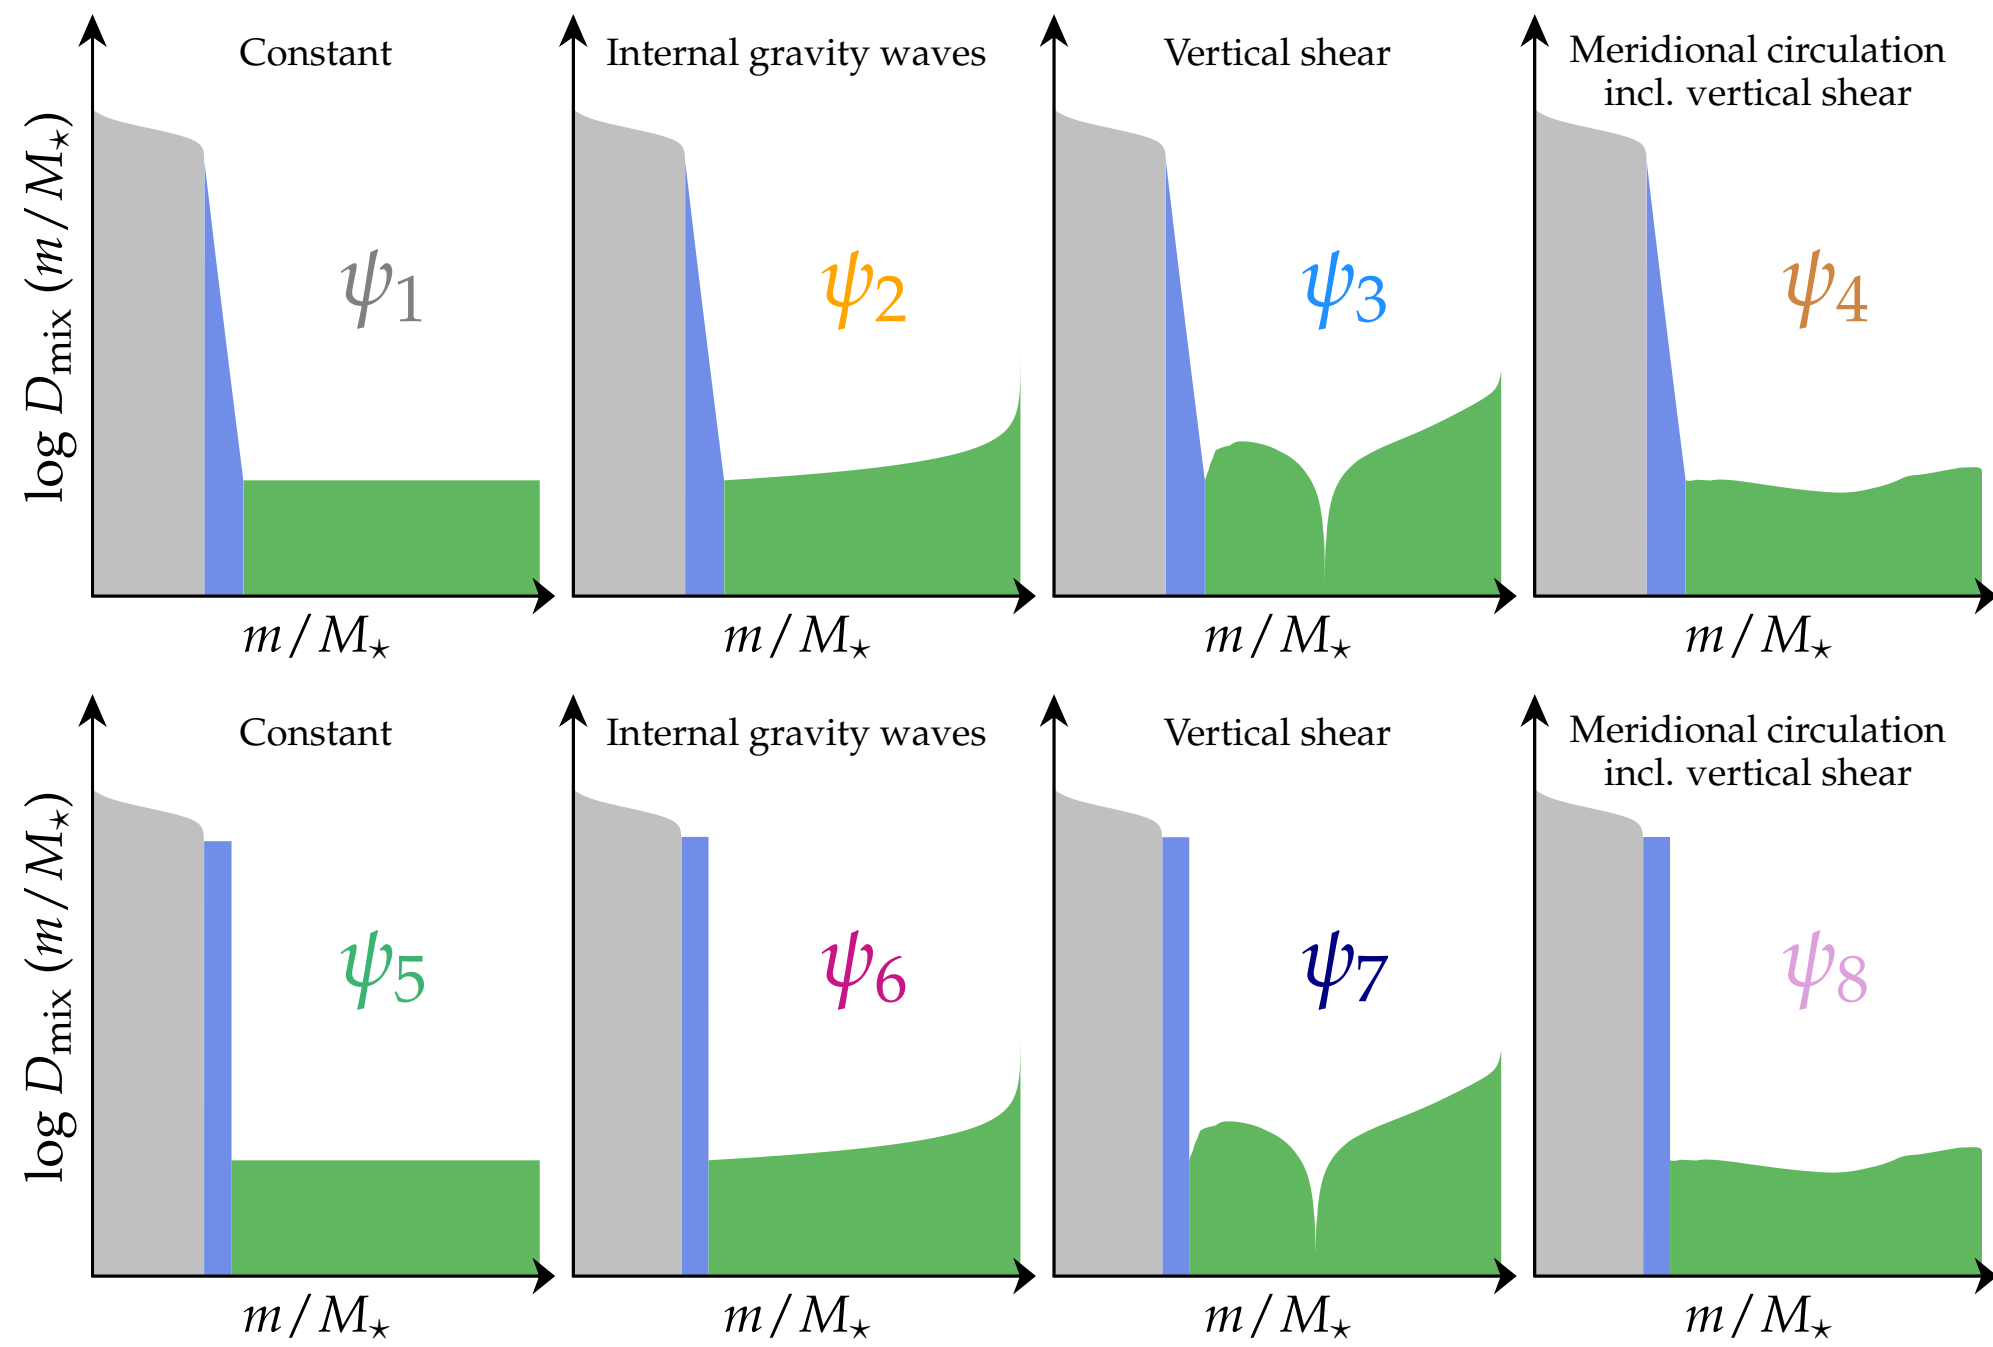 Constant
Internal gravity waves
Vertical shear
Meridional circulation
incl. vertical shear
log D_mix (m/M⋆)
ψ1
ψ2
ψ3
ψ4
m/M⋆
m/M⋆
m/M⋆
m/M⋆
Constant
Internal gravity waves
Vertical shear
Meridional circulation
incl. vertical shear
log D_mix (m/M⋆)
ψ5
ψ6
ψ7
ψ8
m/M⋆
m/M⋆
m/M⋆
m/M⋆